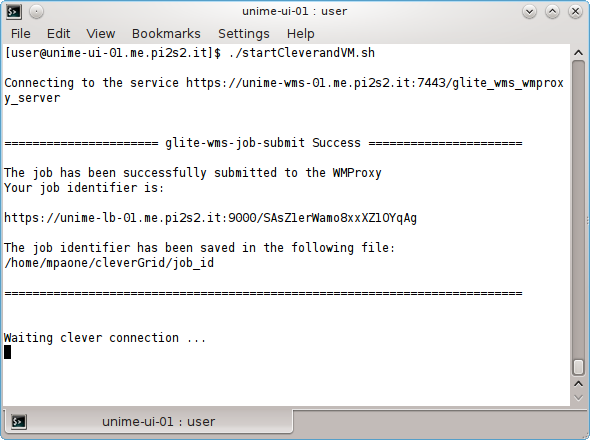 unime-ui-01 : user
File Edit View Bookmarks Settings Help
[user@unime-ui-01.me.pi2s2.it]$ ./startCleverandVM.sh
Connecting to the service https://unime-wms-01.me.pi2s2.it:7443/glite_wms_wmprox
y_server
====================== glite-wms-job-submit Success ======================
The job has been successfully submitted to the WMProxy
Your job identifier is:
https://unime-lb-01.me.pi2s2.it:9000/SAsZ1erWamo8xxXZ1OYqAg
The job identifier has been saved in the following file:
/home/mpaone/cleverGrid/job_id
==========================================================================
Waiting clever connection ...
unime-ui-01 : user